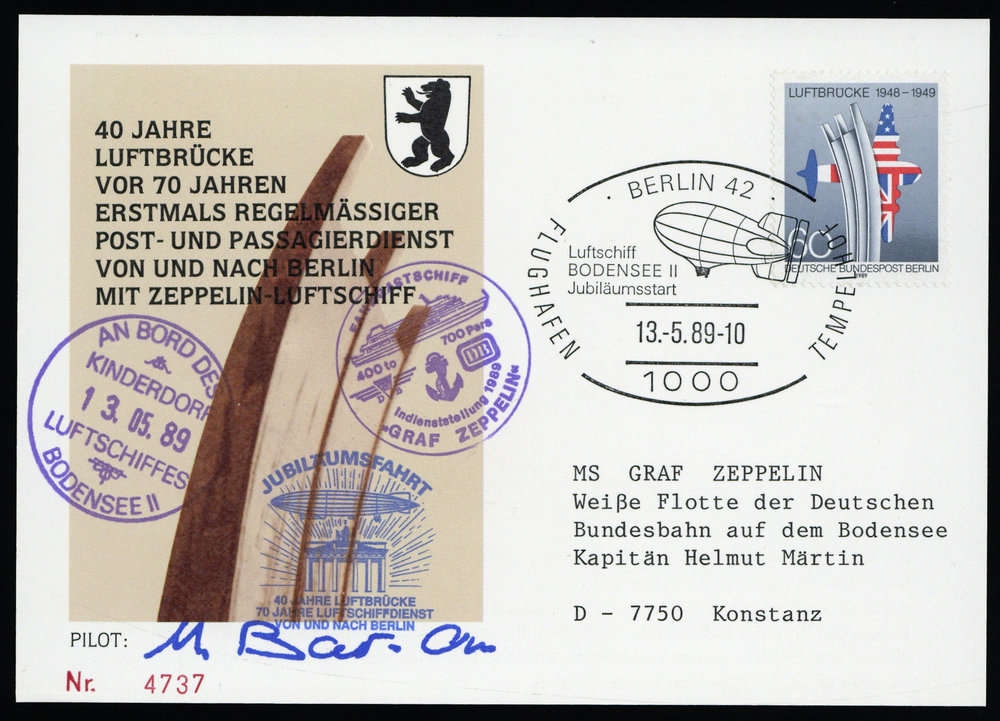 40 JAHRE
LUFTBRÜCKE
VOR 70 JAHREN
ERSTMALS REGELMÄSSIGER
POST- UND PASSAGIERDIENST
VON UND NACH BERLIN
MIT ZEPPELIN-LUFTSCHIFF
LUFTBRÜCKE 1948–1949
60
DEUTSCHE BUNDESPOST BERLIN
1989
BERLIN 42
FLUGHAFEN
TEMPELHOF
Luftschiff
BODENSEE II
Jubiläumsstart
13.-5.89-10
1000
AN BORD DES
KINDERDORF
13.05.89
LUFTSCHIFFES
BODENSEE II
FAHRGASTSCHIFF
700 Pers
400 to
DB
Indienststellung 1989
"GRAF ZEPPELIN"
JUBILÄUMSFAHRT
40 JAHRE LUFTBRÜCKE
70 JAHRE LUFTSCHIFFDIENST
VON UND NACH BERLIN
MS GRAF ZEPPELIN
Weiße Flotte der Deutschen
Bundesbahn auf dem Bodensee
Kapitän Helmut Märtin
D - 7750 Konstanz
PILOT:
Nr. 4737